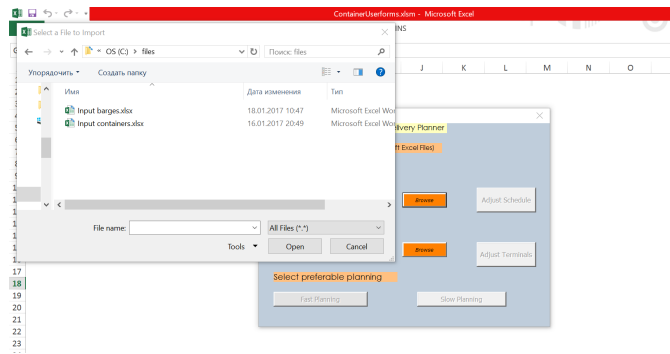 ContainerUserforms.xlsm - Microsoft Excel
Select a File to Import
INS
« OS (C:) > files
Поиск: files
Упорядочить
Создать папку
J K L M N O
Имя
Дата изменения
Тип
Input barges.xlsx
18.01.2017 10:47
Microsoft Excel Wor
Input containers.xlsx
16.01.2017 20:49
Microsoft Excel Wor
elivery Planner
ft Excel Files)
Browse
Adjust Schedule
File name:
All Files (*.*)
Tools
Open
Cancel
Browse
Adjust Terminals
17
Select preferable planning
18
19
Fast Planning
Slow Planning
20
21
22
23